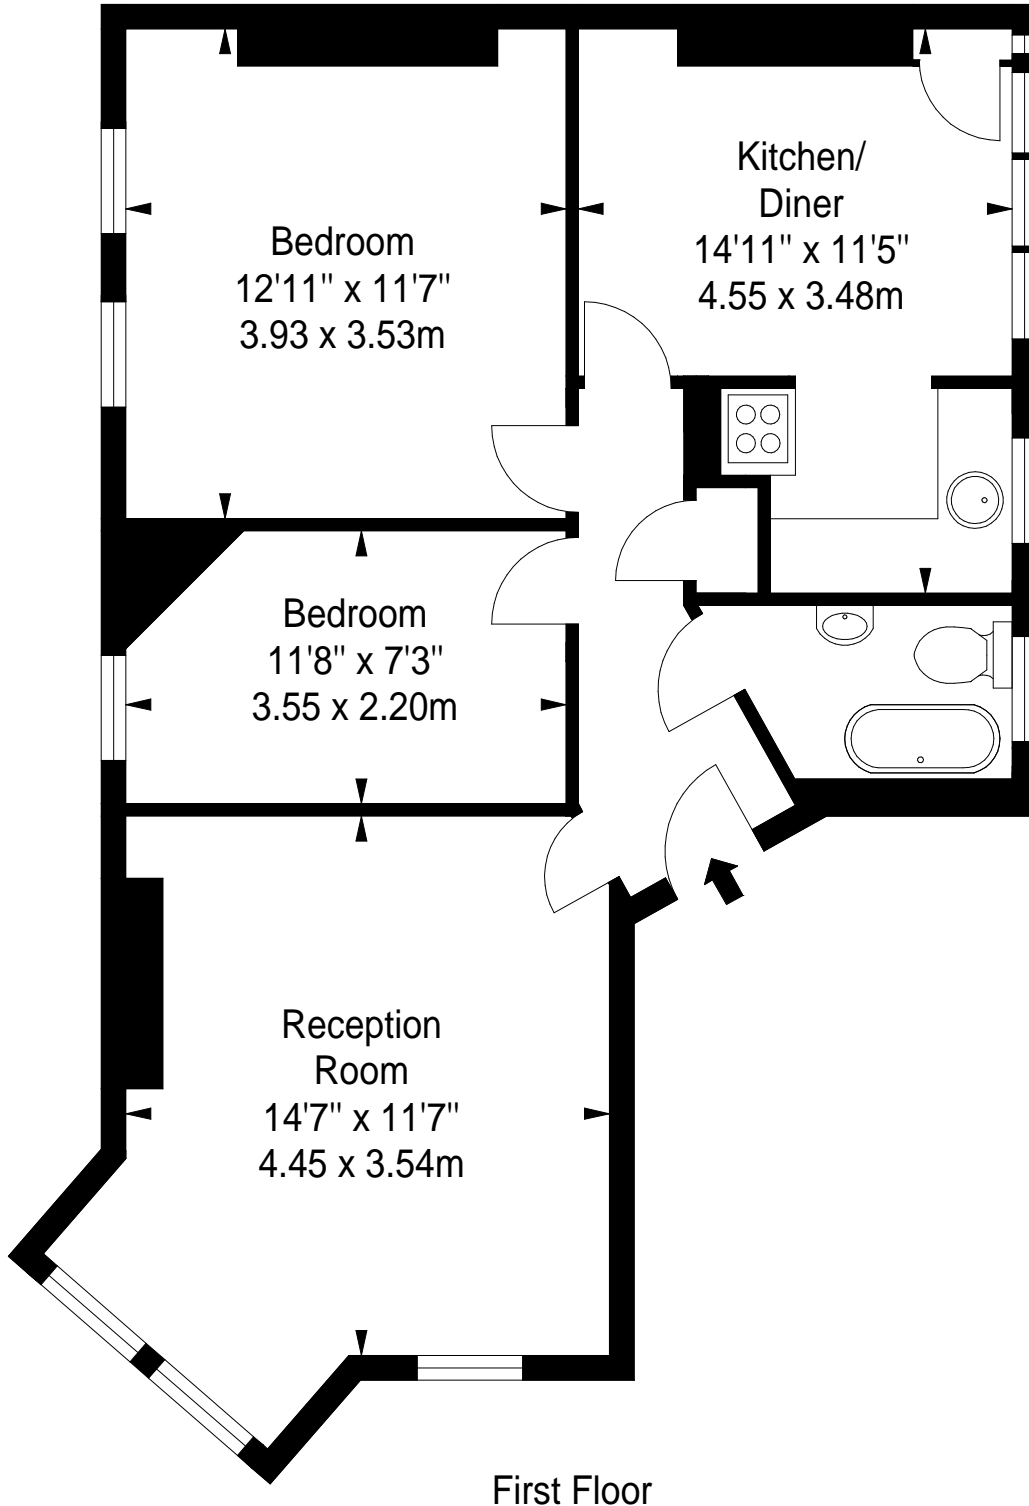 Kitchen/
Diner
14'11" x 11'5"
4.55 x 3.48m
Bedroom
12'11" x 11'7"
3.93 x 3.53m
Bedroom
11'8" x 7'3"
3.55 x 2.20m
Reception
Room
14'7" x 11'7"
4.45 x 3.54m
First Floor